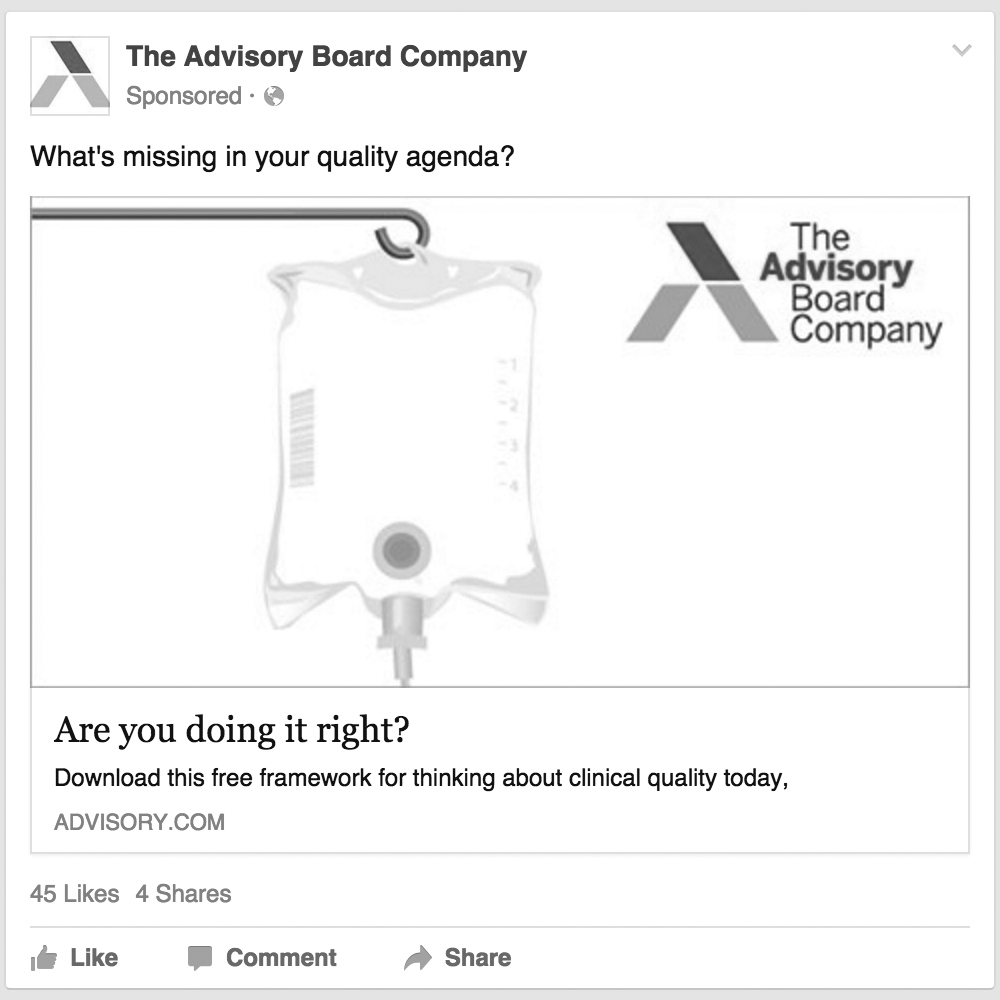 The Advisory Board Company
Sponsored ·
What's missing in your quality agenda?
The
Advisory
Board
Company
1
2
3
4
Are you doing it right?
Download this free framework for thinking about clinical quality today,
ADVISORY.COM
45 Likes 4 Shares
Like Comment Share